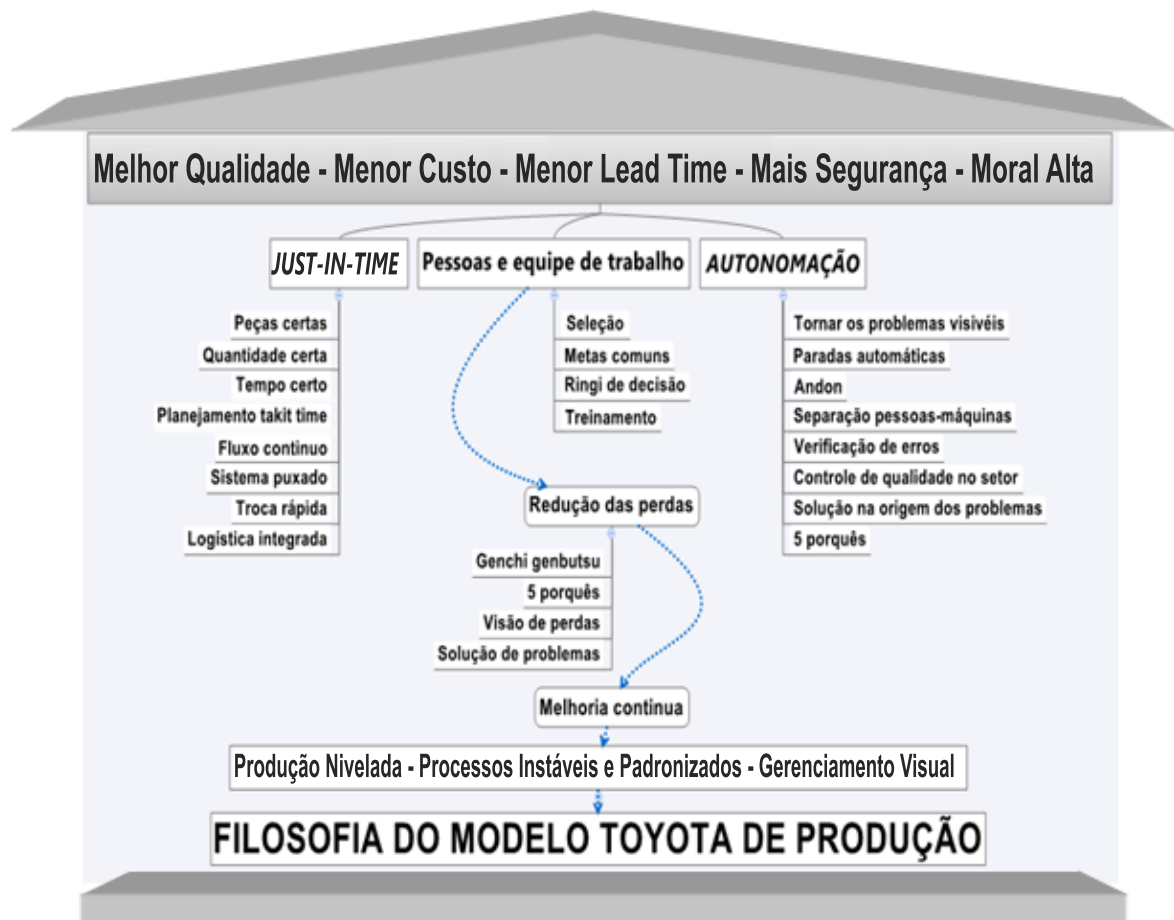 Melhor Qualidade - Menor Custo - Menor Lead Time - Mais Segurança - Moral Alta
JUST-IN-TIME
Peças certas
Quantidade certa
Tempo certo
Planejamento takit time
Fluxo continuo
Sistema puxado
Troca rápida
Logística integrada
Pessoas e equipe de trabalho
Seleção
Metas comuns
Ringi de decisão
Treinamento
AUTONOMAÇÃO
Tornar os problemas visivéis
Paradas automáticas
Andon
Separação pessoas-máquinas
Verificação de erros
Controle de qualidade no setor
Solução na origem dos problemas
5 porquês
Redução das perdas
Genchi genbutsu
5 porquês
Visão de perdas
Solução de problemas
Melhoria continua
Produção Nivelada - Processos Instáveis e Padronizados - Gerenciamento Visual
FILOSOFIA DO MODELO TOYOTA DE PRODUÇÃO